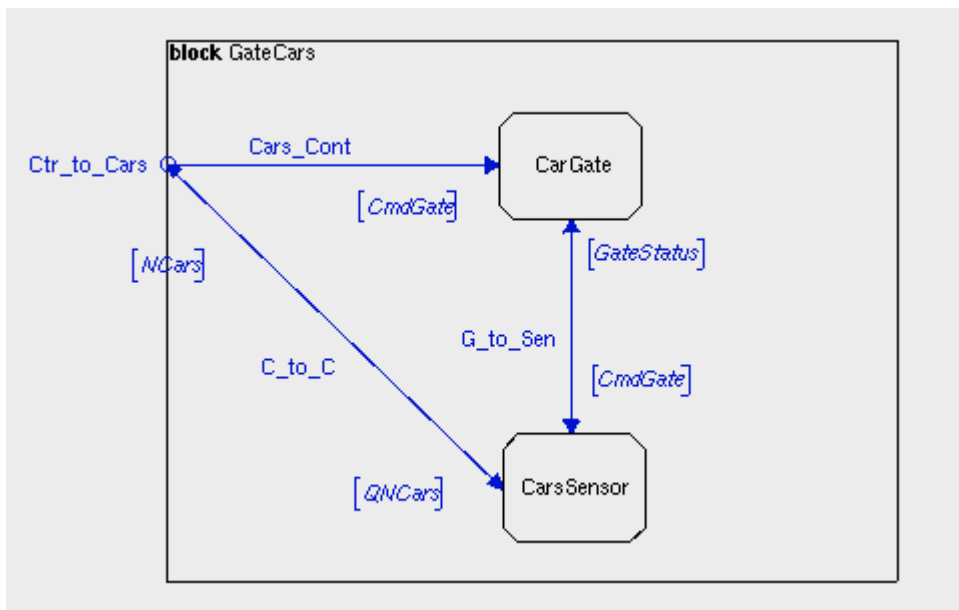 block GateCars
Cars_Cont
Ctr_to_Cars
CarGate
[CmdGate]
[GateStatus]
[NCars]
G_to_Sen
C_to_C
[CmdGate]
[QNCars]
CarsSensor